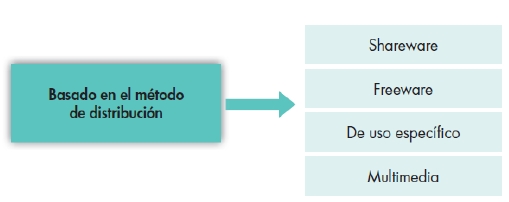 Basado en el método
de distribución
Shareware
Freeware
De uso específico
Multimedia